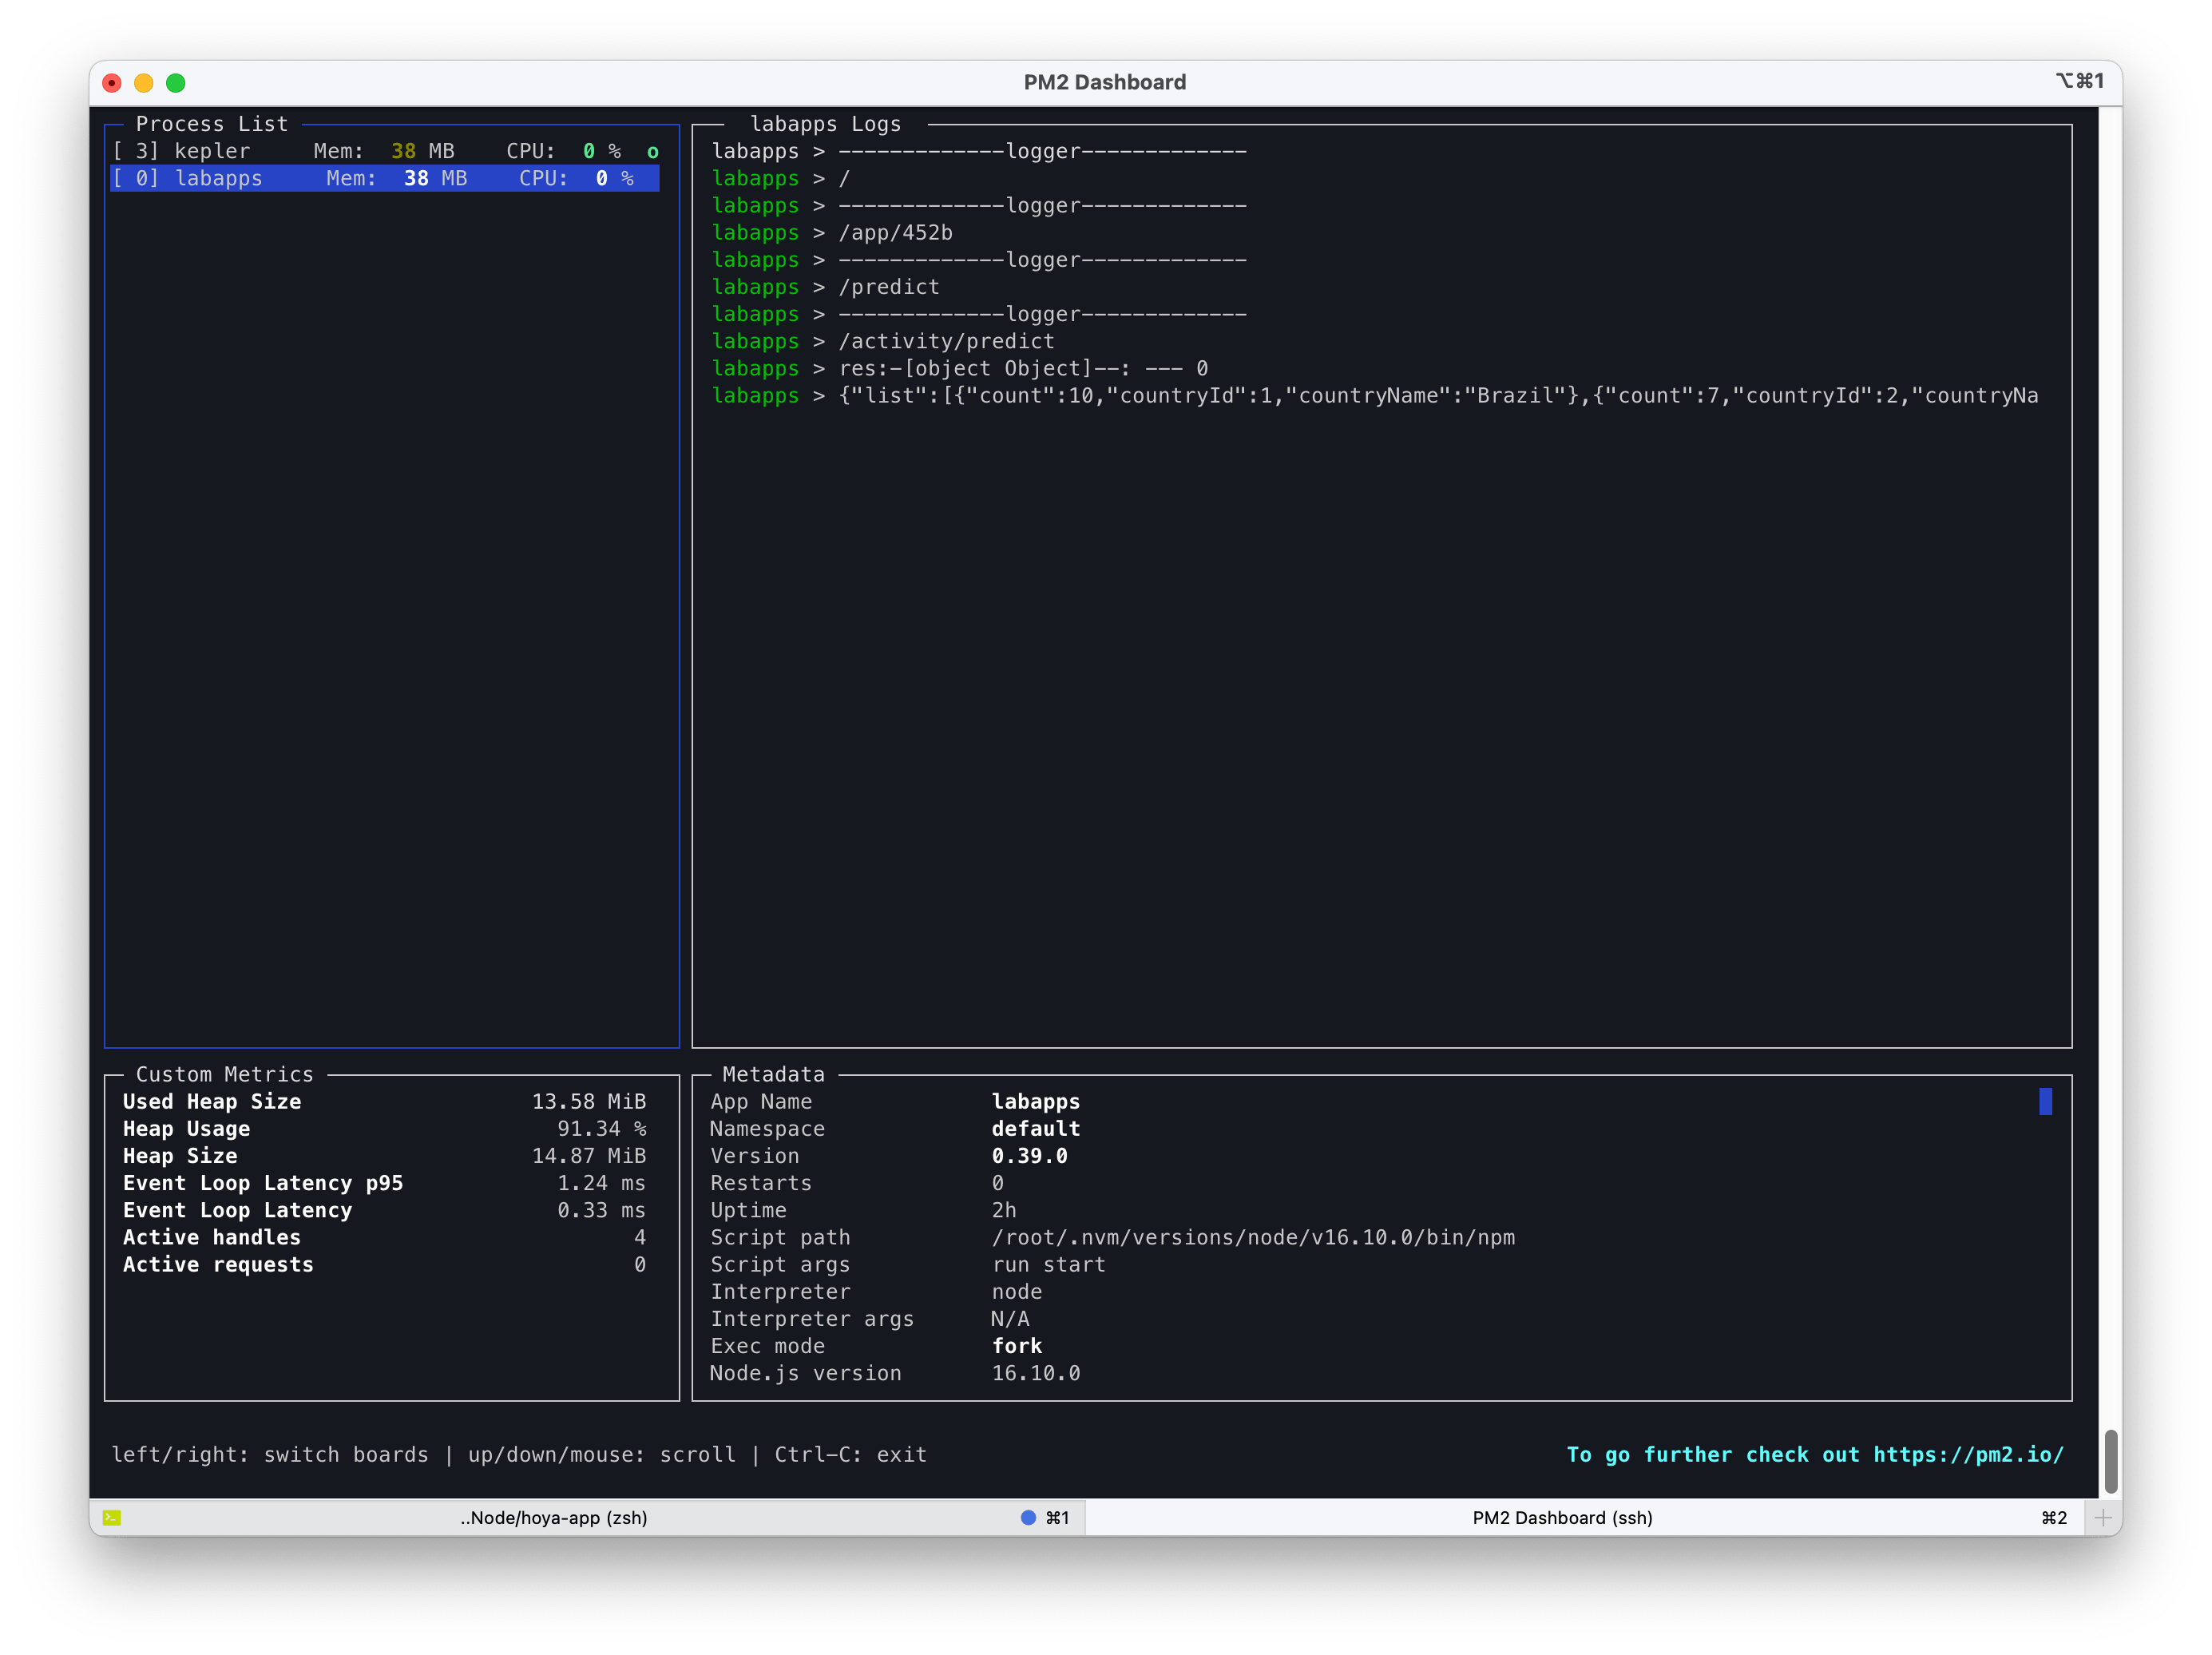 PM2 Dashboard
⌥⌘1
Process List
[ 3] kepler Mem: 38 MB CPU: 0 % o
[ 0] labapps Mem: 38 MB CPU: 0 %
labapps Logs
labapps > -------------logger-------------
labapps > /
labapps > -------------logger-------------
labapps > /app/452b
labapps > -------------logger-------------
labapps > /predict
labapps > -------------logger-------------
labapps > /activity/predict
labapps > res:-[object Object]--: --- 0
labapps > {"list":[{"count":10,"countryId":1,"countryName":"Brazil"},{"count":7,"countryId":2,"countryNa
Custom Metrics
Used Heap Size 13.58 MiB
Heap Usage 91.34 %
Heap Size 14.87 MiB
Event Loop Latency p95 1.24 ms
Event Loop Latency 0.33 ms
Active handles 4
Active requests 0
Metadata
App Name labapps
Namespace default
Version 0.39.0
Restarts 0
Uptime 2h
Script path /root/.nvm/versions/node/v16.10.0/bin/npm
Script args run start
Interpreter node
Interpreter args N/A
Exec mode fork
Node.js version 16.10.0
left/right: switch boards | up/down/mouse: scroll | Ctrl-C: exit To go further check out https://pm2.io/
..Node/hoya-app (zsh) ⌘1 PM2 Dashboard (ssh) ⌘2